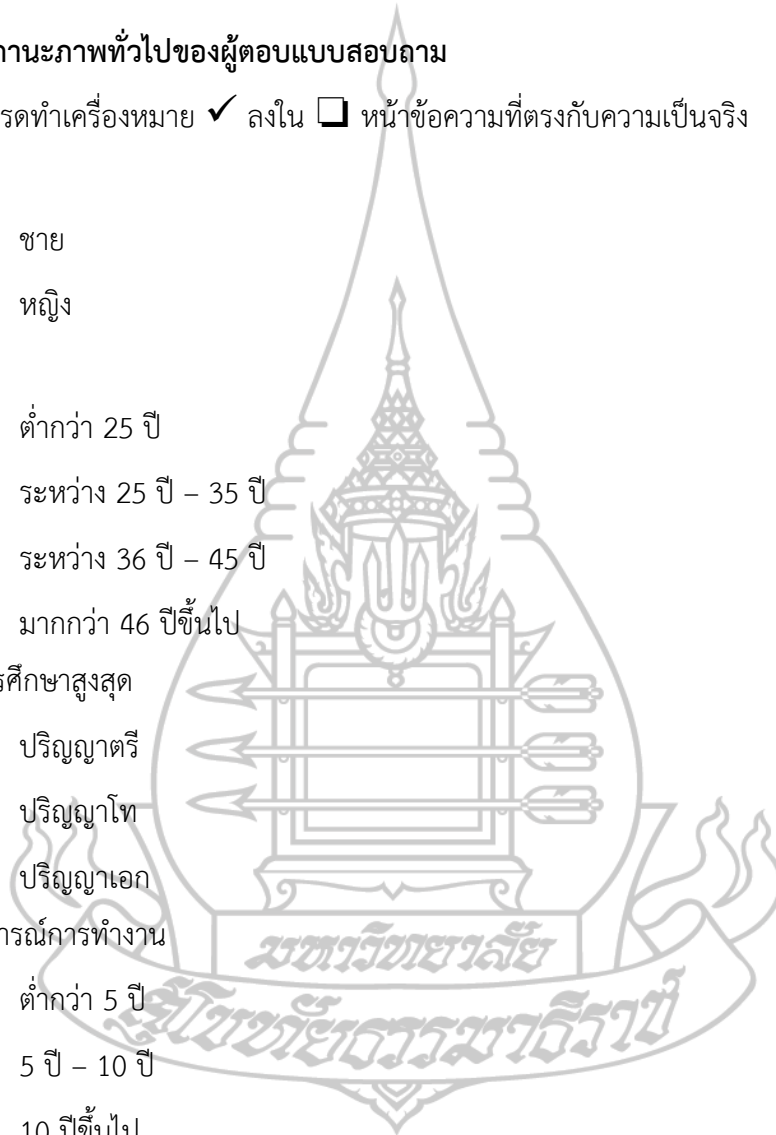 านะภาพทั่วไปของผู้ตอบแบบสอบถาม
รดทำเครื่องหมาย ✓ ลงใน ❏ หน้าข้อความที่ตรงกับความเป็นจริง
ชาย
หญิง
ต่ำกว่า 25 ปี
ระหว่าง 25 ปี – 35 ปี
ระหว่าง 36 ปี – 45 ปี
มากกว่า 46 ปีขึ้นไป
รศึกษาสูงสุด
ปริญญาตรี
ปริญญาโท
ปริญญาเอก
ารณ์การทำงาน
มหาวิทยาลัย
ต่ำกว่า 5 ปี
สุโขทัยธรรมาธิราช
5 ปี – 10 ปี
10 ปีขึ้นไป